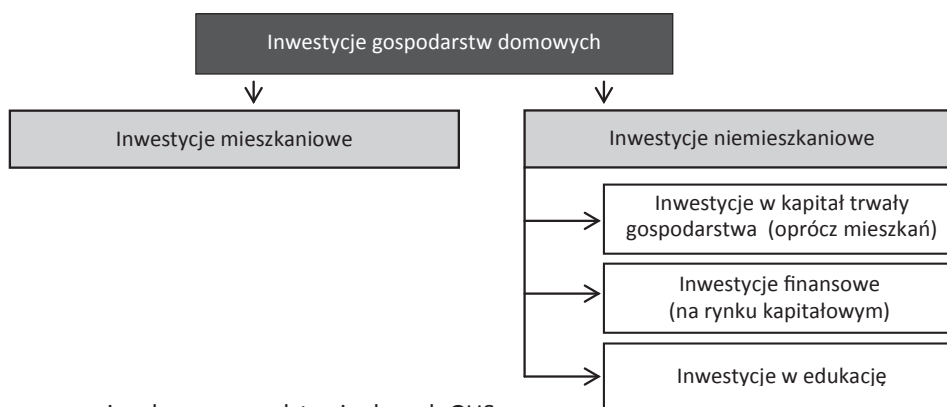 Inwestycje gospodarstw domowych
Inwestycje mieszkaniowe
Inwestycje niemieszkaniowe
Inwestycje w kapitał trwały
gospodarstwa (oprócz mieszkań)
Inwestycje finansowe
(na rynku kapitałowym)
Inwestycje w edukację